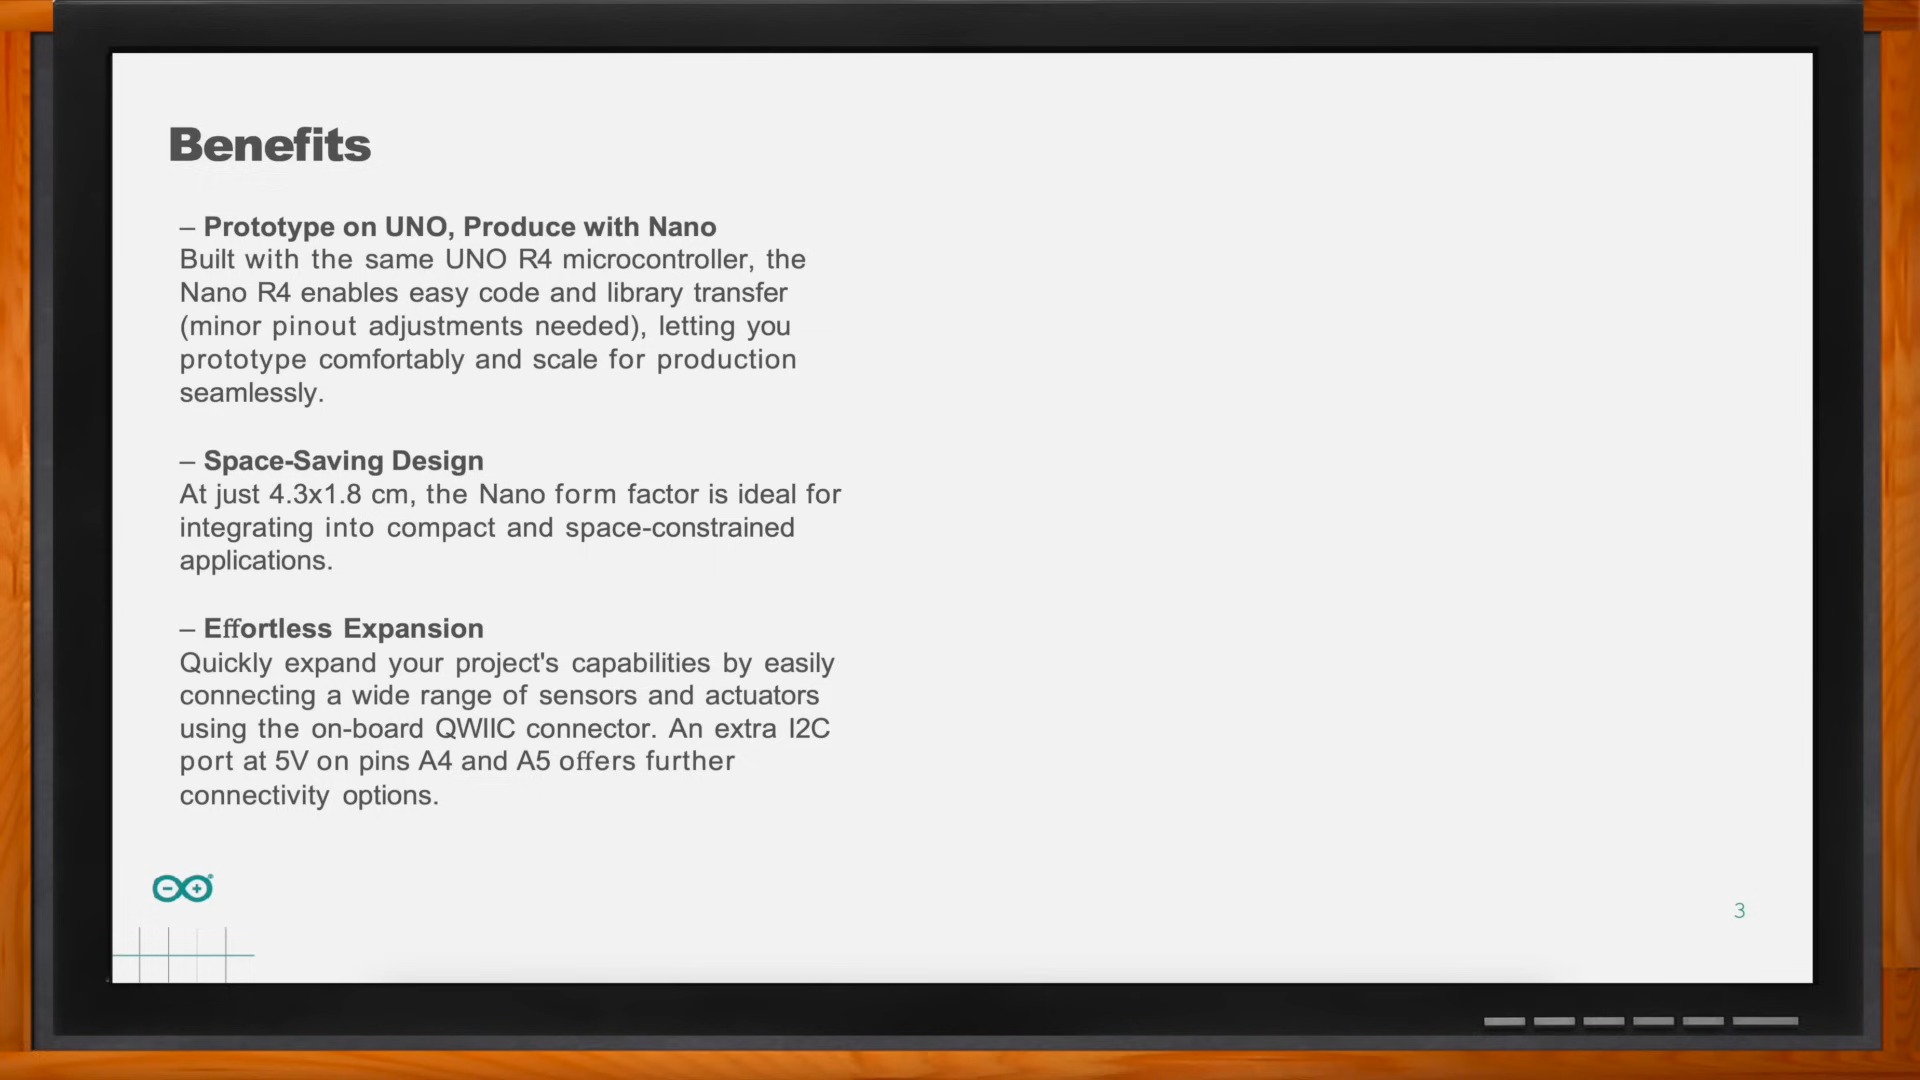 Benefits
– Prototype on UNO, Produce with Nano
Built with the same UNO R4 microcontroller, the
Nano R4 enables easy code and library transfer
(minor pinout adjustments needed), letting you
prototype comfortably and scale for production
seamlessly.
– Space-Saving Design
At just 4.3x1.8 cm, the Nano form factor is ideal for
integrating into compact and space-constrained
applications.
– Effortless Expansion
Quickly expand your project's capabilities by easily
connecting a wide range of sensors and actuators
using the on-board QWIIC connector. An extra I2C
port at 5V on pins A4 and A5 offers further
connectivity options.
3